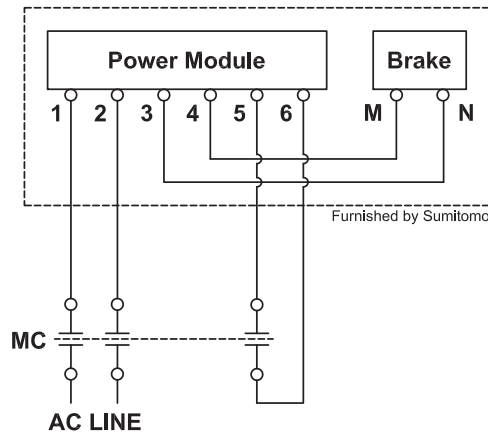 Power Module
Brake
1 2 3 4 5 6 M N
Furnished by Sumitomo
MC
AC LINE